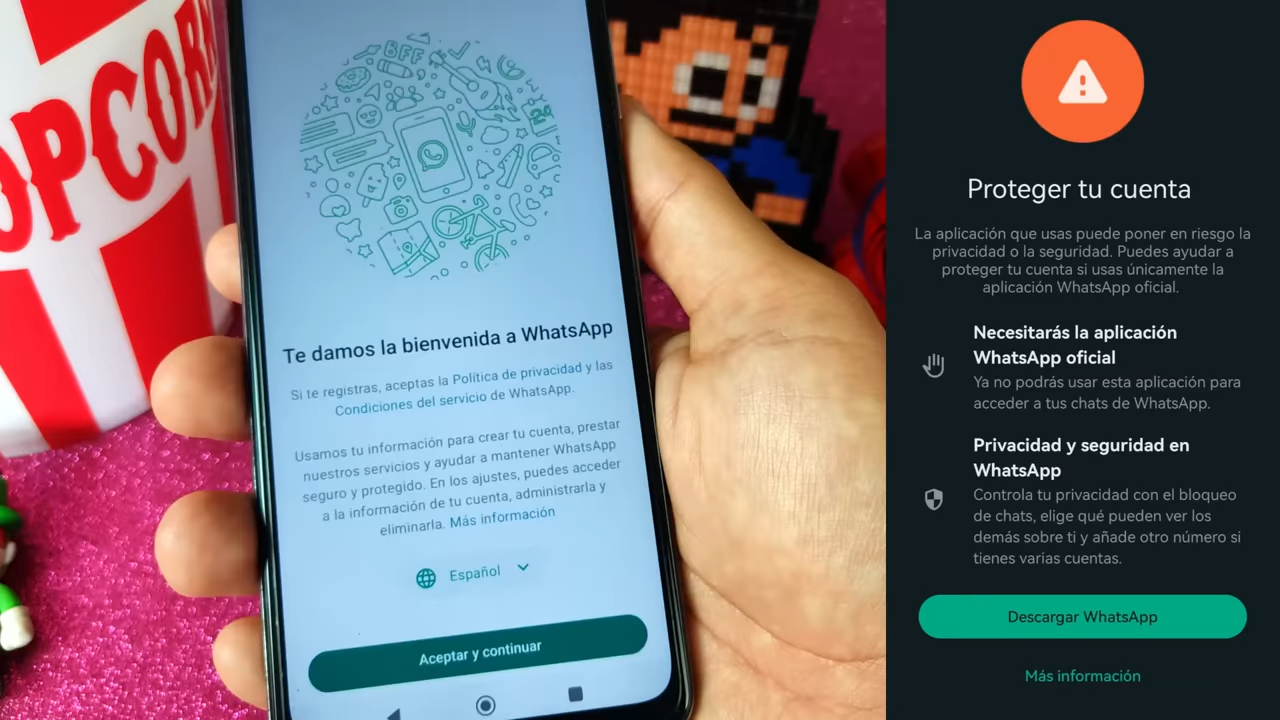 POPCORN
BFF
24
Te damos la bienvenida a WhatsApp
Si te registras, aceptas la Política de privacidad y las
Condiciones del servicio de WhatsApp.
Usamos tu información para crear tu cuenta, prestar
nuestros servicios y ayudar a mantener WhatsApp
seguro y protegido. En los ajustes, puedes acceder
a la información de tu cuenta, administrarla y
eliminarla. Más información
Español
Aceptar y continuar
Proteger tu cuenta
La aplicación que usas puede poner en riesgo la
privacidad o la seguridad. Puedes ayudar a
proteger tu cuenta si usas únicamente la
aplicación WhatsApp oficial.
Necesitarás la aplicación
WhatsApp oficial
Ya no podrás usar esta aplicación para
acceder a tus chats de WhatsApp.
Privacidad y seguridad en
WhatsApp
Controla tu privacidad con el bloqueo
de chats, elige qué pueden ver los
demás sobre ti y añade otro número si
tienes varias cuentas.
Descargar WhatsApp
Más información